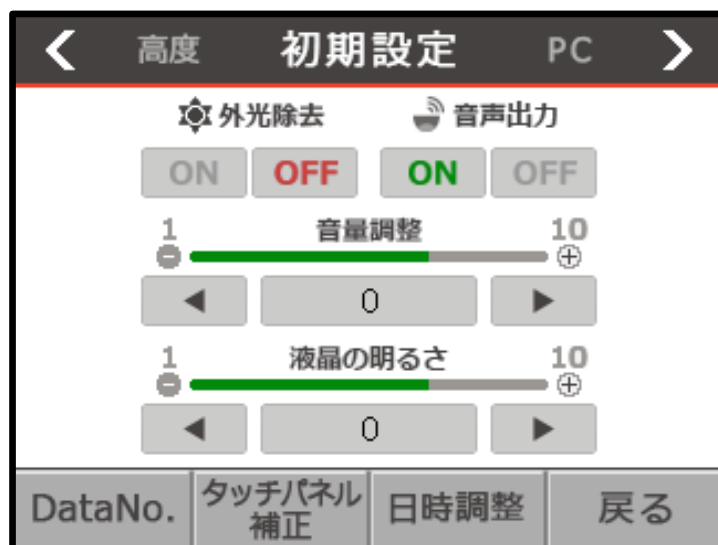 高度 初期設定 PC
外光除去 音声出力
ON OFF ON OFF
1 音量調整 10
0
1 液晶の明るさ 10
0
DataNo. タッチパネル補正 日時調整 戻る